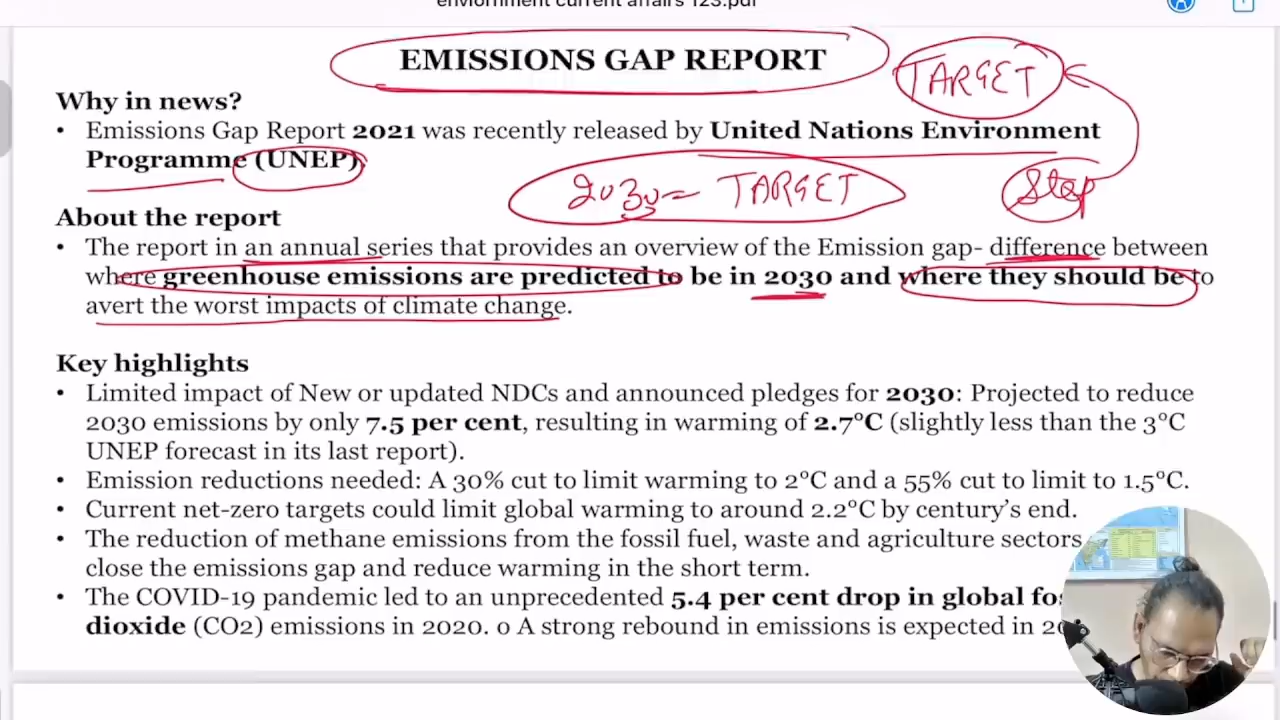 enviornment current affairs 123.pdf
EMISSIONS GAP REPORT
TARGET
Why in news?
• Emissions Gap Report 2021 was recently released by United Nations Environment
Programme (UNEP)
2030= TARGET
Step
About the report
• The report in an annual series that provides an overview of the Emission gap- difference between
where greenhouse emissions are predicted to be in 2030 and where they should be to
avert the worst impacts of climate change.
Key highlights
• Limited impact of New or updated NDCs and announced pledges for 2030: Projected to reduce
2030 emissions by only 7.5 per cent, resulting in warming of 2.7°C (slightly less than the 3°C
UNEP forecast in its last report).
• Emission reductions needed: A 30% cut to limit warming to 2°C and a 55% cut to limit to 1.5°C.
• Current net-zero targets could limit global warming to around 2.2°C by century's end.
• The reduction of methane emissions from the fossil fuel, waste and agriculture sectors
close the emissions gap and reduce warming in the short term.
• The COVID-19 pandemic led to an unprecedented 5.4 per cent drop in global
dioxide (CO2) emissions in 2020. o A strong rebound in emissions is expected in